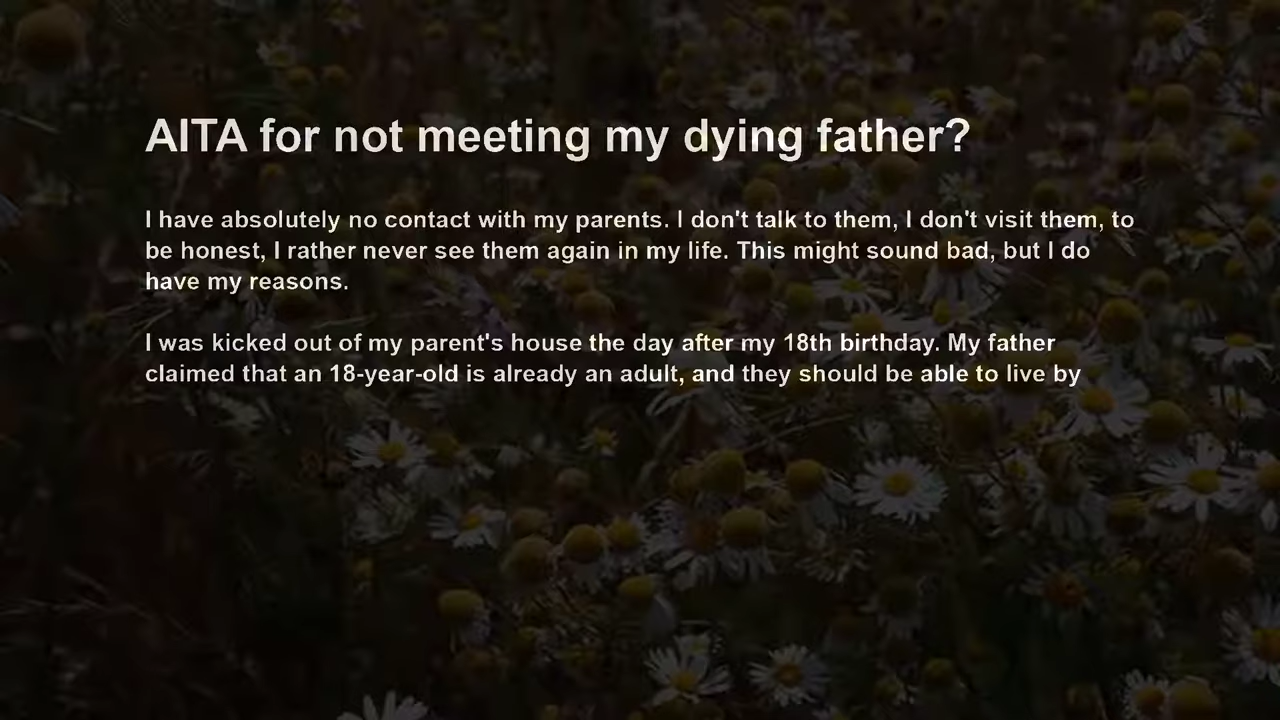 AITA for not meeting my dying father?
I have absolutely no contact with my parents. I don't talk to them, I don't visit them, to
be honest, I rather never see them again in my life. This might sound bad, but I do
have my reasons.
I was kicked out of my parent's house the day after my 18th birthday. My father
claimed that an 18-year-old is already an adult, and they should be able to live by